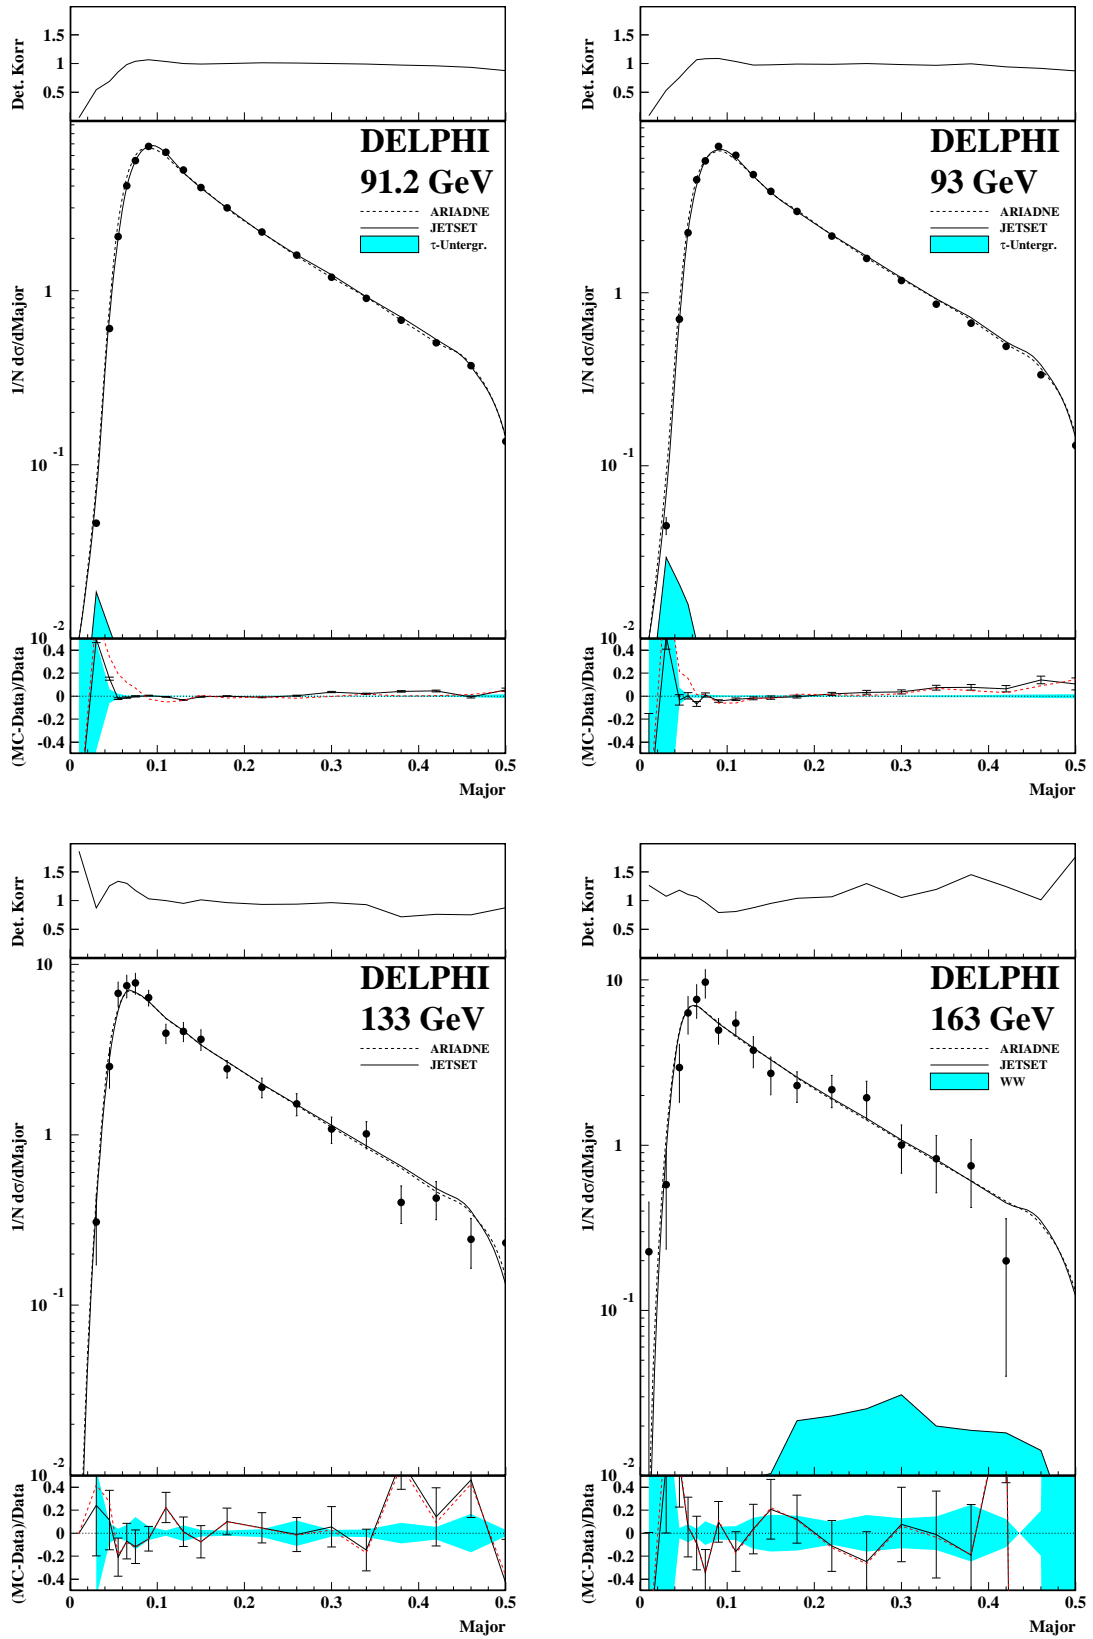 Det. Korr
1.5
1
0.5
DELPHI
91.2 GeV
ARIADNE
JETSET
τ-Untergr.
1/N dσ/dMajor
1
10 -1
10 -2
(MC-Data)/Data
0.4
0.2
0
-0.2
-0.4
0 0.1 0.2 0.3 0.4 0.5
Major
Det. Korr
1.5
1
0.5
DELPHI
93 GeV
ARIADNE
JETSET
τ-Untergr.
1/N dσ/dMajor
1
10 -1
10 -2
(MC-Data)/Data
0.4
0.2
0
-0.2
-0.4
0 0.1 0.2 0.3 0.4 0.5
Major
Det. Korr
1.5
1
0.5
DELPHI
133 GeV
ARIADNE
JETSET
1/N dσ/dMajor
10
1
10 -1
10 -2
(MC-Data)/Data
0.4
0.2
0
-0.2
-0.4
0 0.1 0.2 0.3 0.4 0.5
Major
Det. Korr
1.5
1
0.5
DELPHI
163 GeV
ARIADNE
JETSET
WW
1/N dσ/dMajor
10
1
10 -1
10 -2
(MC-Data)/Data
0.4
0.2
0
-0.2
-0.4
0 0.1 0.2 0.3 0.4 0.5
Major